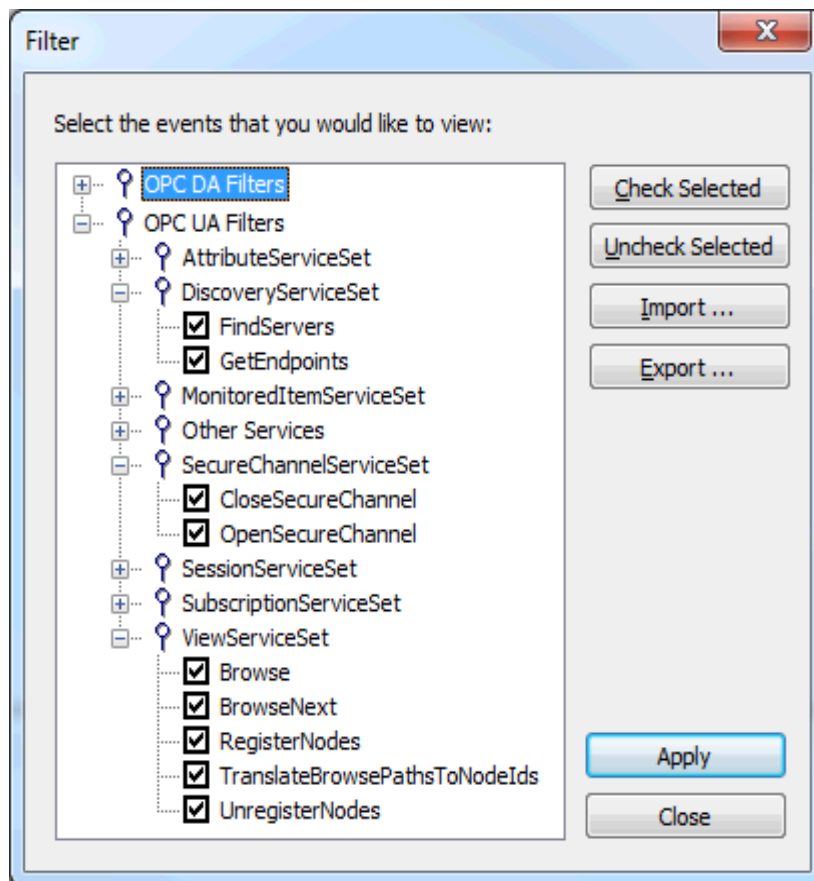 Filter
Select the events that you would like to view:
OPC DA Filters
OPC UA Filters
AttributeServiceSet
DiscoveryServiceSet
FindServers
GetEndpoints
MonitoredItemServiceSet
Other Services
SecureChannelServiceSet
CloseSecureChannel
OpenSecureChannel
SessionServiceSet
SubscriptionServiceSet
ViewServiceSet
Browse
BrowseNext
RegisterNodes
TranslateBrowsePathsToNodeIds
UnregisterNodes
Check Selected
Uncheck Selected
Import ...
Export ...
Apply
Close